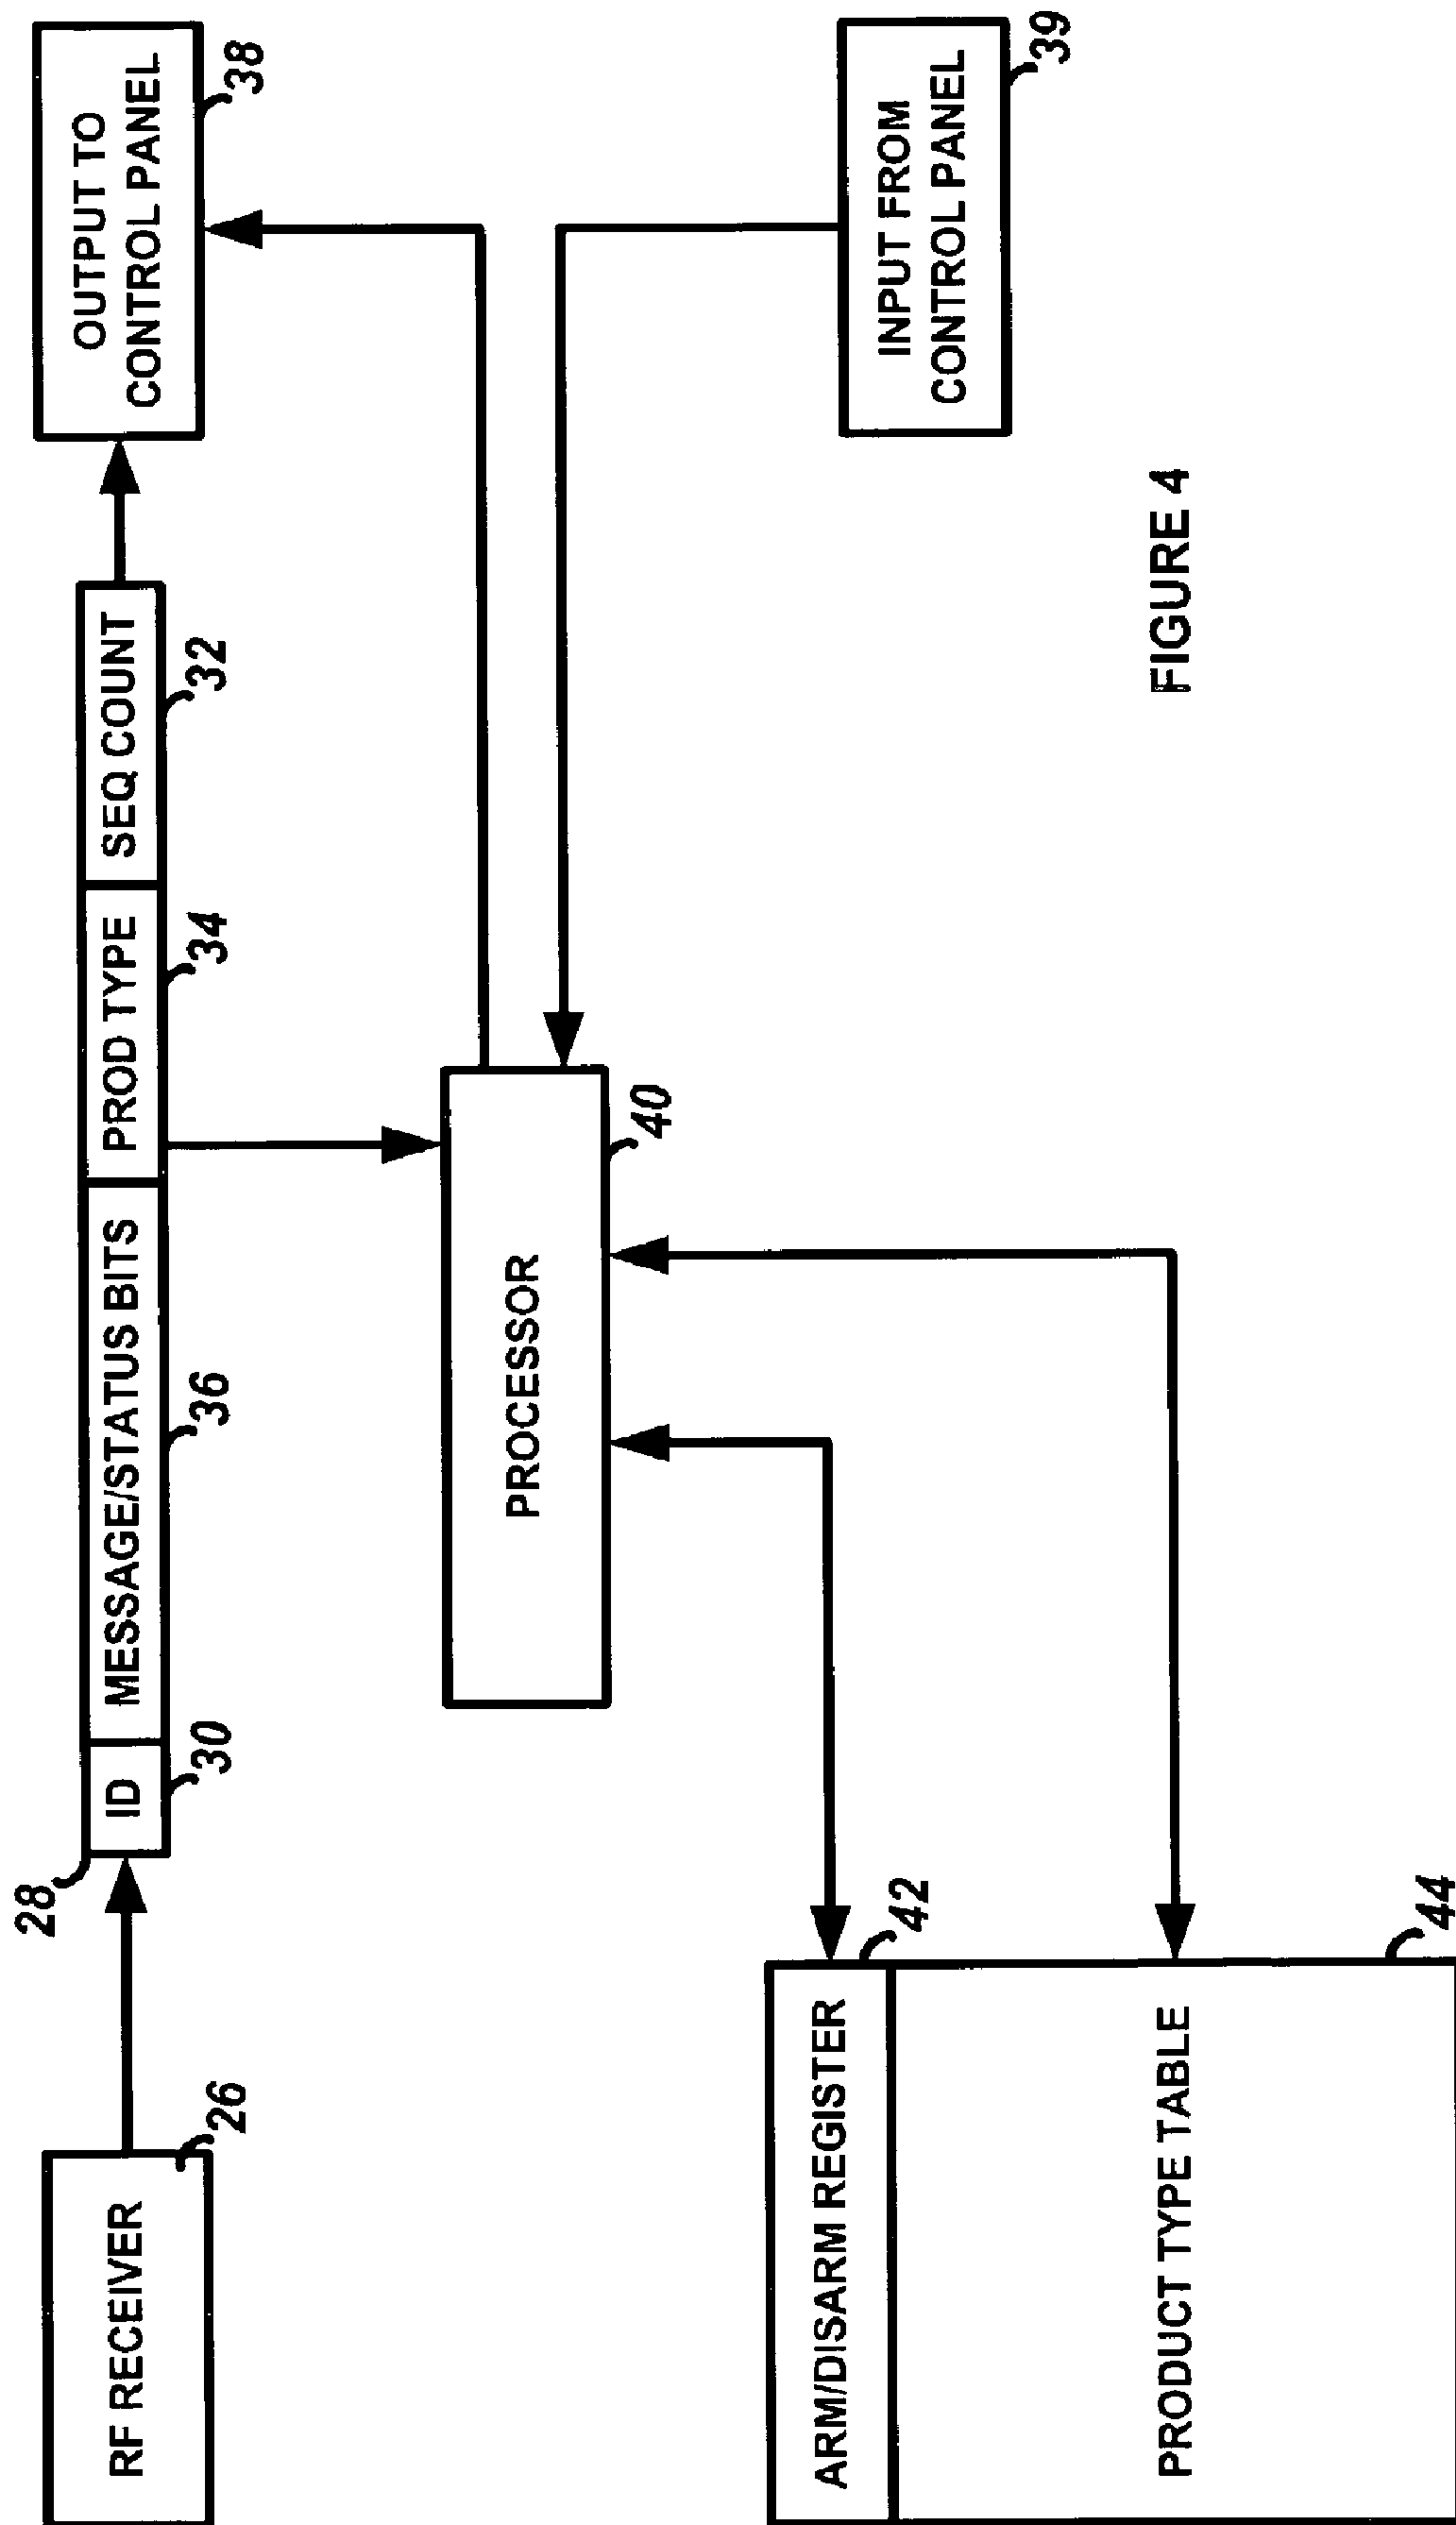 RF RECEIVER
26
28
ID
30
MESSAGE/STATUS BITS
36
PROD TYPE
34
SEQ COUNT
32
OUTPUT TO
CONTROL PANEL
38
PROCESSOR
40
INPUT FROM
CONTROL PANEL
39
ARM/DISARM REGISTER
42
PRODUCT TYPE TABLE
44
FIGURE 4